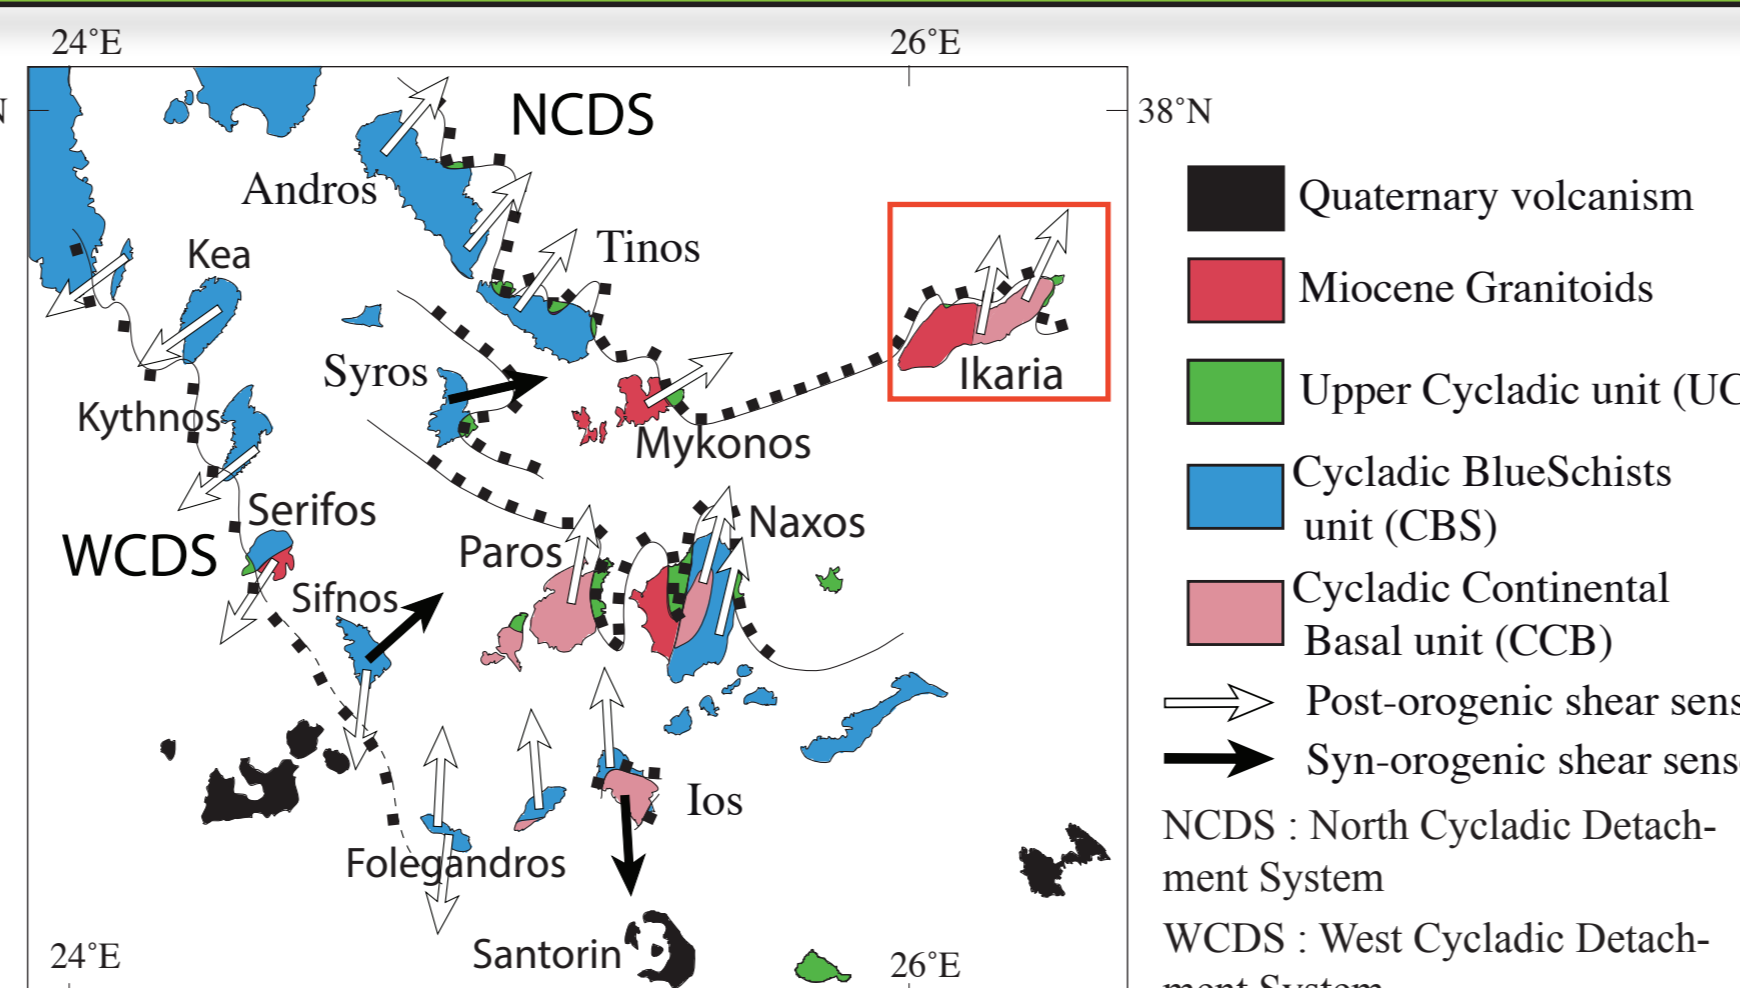 24°E
26°E
N
38°N
NCDS
Andros
Quaternary volcanism
Kea
Tinos
Miocene Granitoids
Syros
Ikaria
Upper Cycladic unit (UC
Kythnos
Mykonos
Cycladic BlueSchists
unit (CBS)
Serifos
WCDS
Paros
Naxos
Sifnos
Cycladic Continental
Basal unit (CCB)
Post-orogenic shear sens
Syn-orogenic shear sens
Ios
NCDS : North Cycladic Detach-
ment System
Folegandros
WCDS : West Cycladic Detach-
ment System
Santorin
24°E
26°E